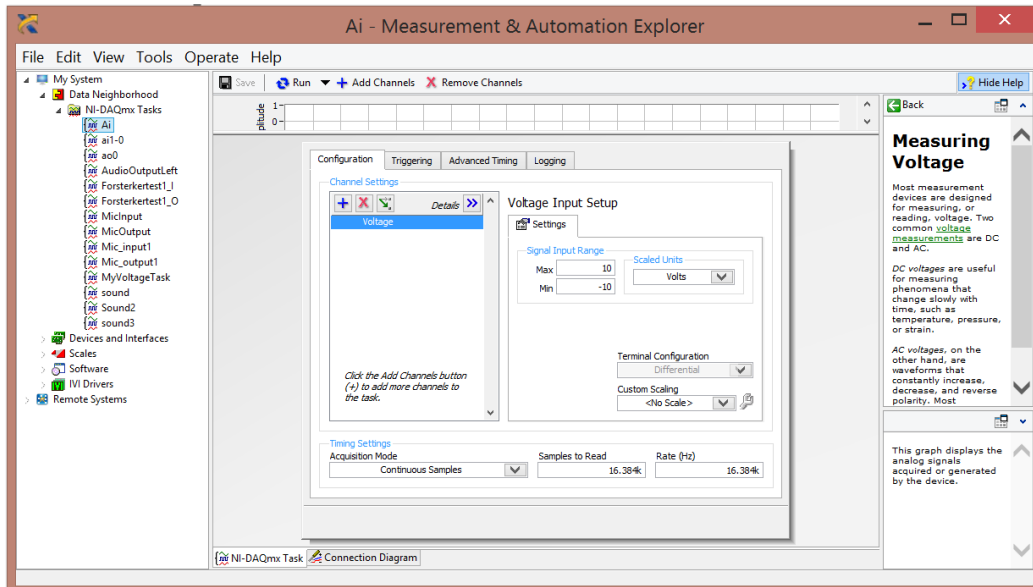 Ai - Measurement & Automation Explorer
File Edit View Tools Operate Help
My System
Data Neighborhood
NI-DAQmx Tasks
Ai
ai1-0
ao0
AudioOutputLeft
Forsterkertest1_I
Forsterkertest1_O
MicInput
MicOutput
Mic_input1
Mic_output1
MyVoltageTask
sound
Sound2
sound3
Devices and Interfaces
Scales
Software
IVI Drivers
Remote Systems
Save Run Add Channels Remove Channels
Hide Help
plitude
1
0
Configuration Triggering Advanced Timing Logging
Channel Settings
Details
Voltage
Click the Add Channels button
(+) to add more channels to
the task.
Voltage Input Setup
Settings
Signal Input Range
Max 10
Min -10
Scaled Units
Volts
Terminal Configuration
Differential
Custom Scaling
<No Scale>
Timing Settings
Acquisition Mode Samples to Read Rate (Hz)
Continuous Samples 16.384k 16.384k
NI-DAQmx Task Connection Diagram
Back
Measuring
Voltage
Most measurement
devices are designed
for measuring, or
reading, voltage. Two
common voltage
measurements are DC
and AC.
DC voltages are useful
for measuring
phenomena that
change slowly with
time, such as
temperature, pressure,
or strain.
AC voltages, on the
other hand, are
waveforms that
constantly increase,
decrease, and reverse
polarity. Most
This graph displays the
analog signals
acquired or generated
by the device.